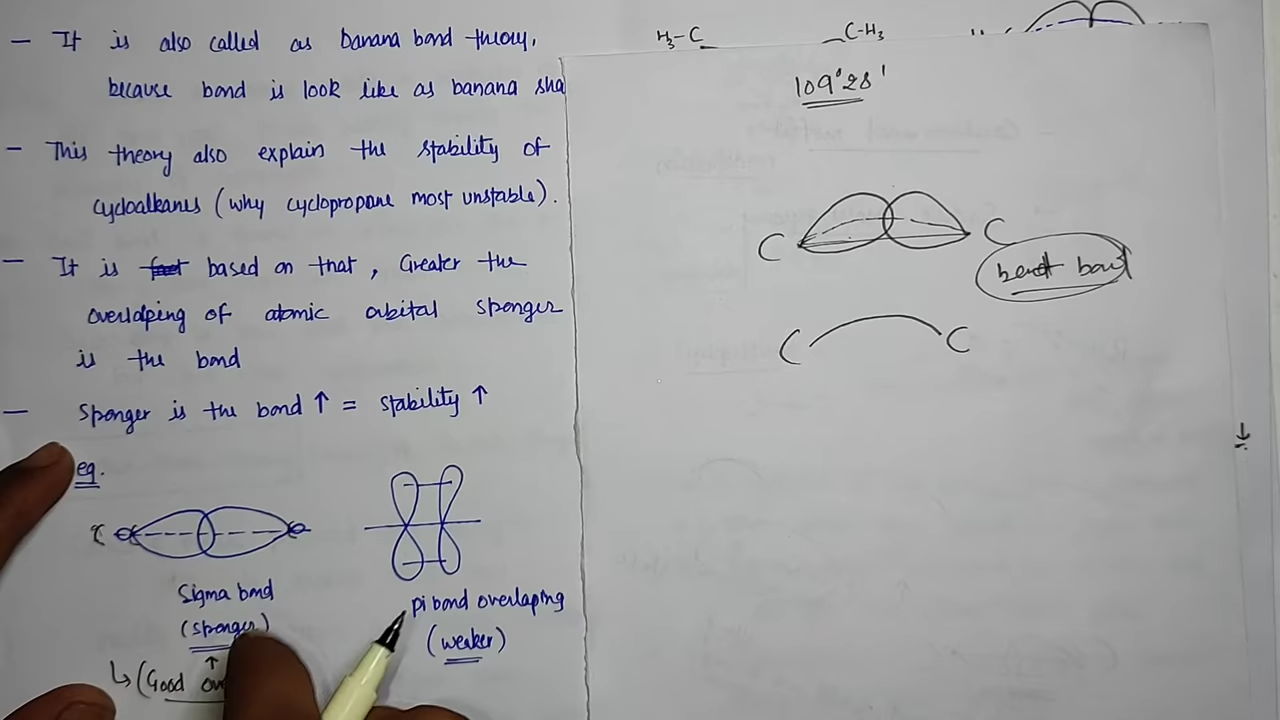 - It is also called as banana bond theory,
because bond is look like as banana sha
- This theory also explain the stability of
cycloalkanes (why cyclopropane most unstable).
- It is based on that, Greater the
overlaping of atomic orbital stronger
is the bond
- Stronger is the bond ↑ = stability ↑
eg.
Sigma bond
(stronger)
↑
↳ (Good
pi bond overlaping
(weaker)
H3-C
C-H3
109°28'
C C
bent bond
C C